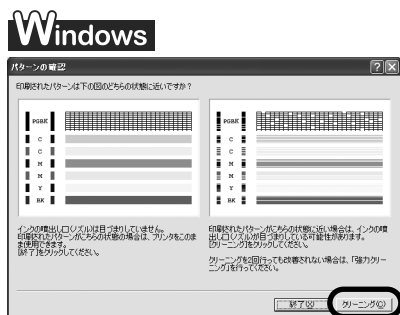 Windows
パターンの確認
印刷されたパターンは下の図のどちらの状態に近いですか?
PGBK
C
C
M
M
Y
BK
PGBK
C
C
M
M
Y
BK
インクの噴出し口(ノズル)は目づまりしていません。
印刷されたパターンがこちらの状態の場合は、プリンタをこのま
ま使用できます。
[終了]をクリックしてください。
印刷されたパターンがこちらの状態に近い場合は、インクの噴
出し口(ノズル)が目づまりしている可能性があります。
[クリーニング]をクリックしてください。
クリーニングを2回行っても改善されない場合は、「強力クリー
ニング」を行ってください。
終了(X)
クリーニング(C)